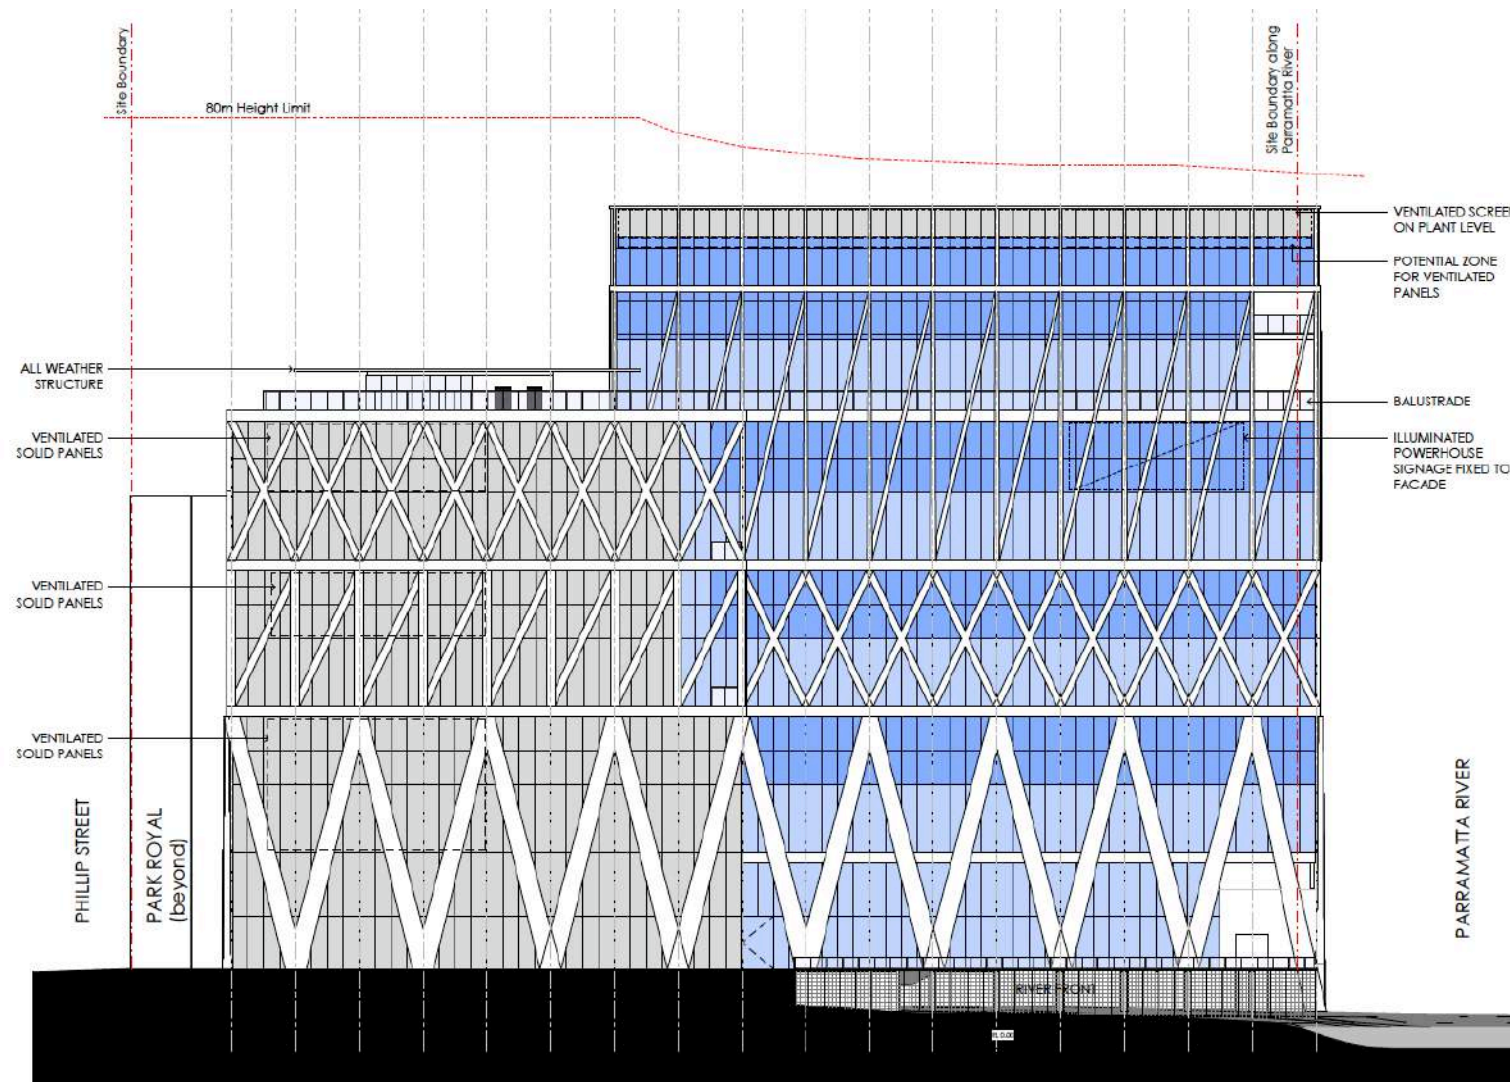 Site Boundary
80m Height Limit
Site Boundary along
Parramatta River
VENTILATED SCREE
ON PLANT LEVEL
POTENTIAL ZONE
FOR VENTILATED
PANELS
ALL WEATHER
STRUCTURE
BALUSTRADE
VENTILATED
SOLID PANELS
ILLUMINATED
POWERHOUSE
SIGNAGE FIXED TO
FACADE
VENTILATED
SOLID PANELS
VENTILATED
SOLID PANELS
PHILLIP STREET
PARK ROYAL
(beyond)
PARRAMATTA RIVER
RIVER FRONT